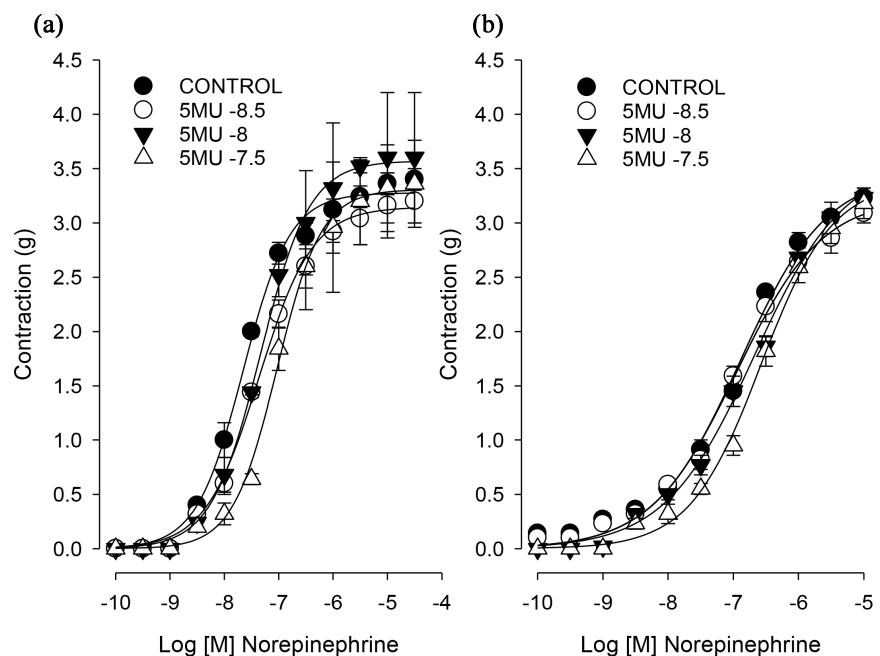 (a)
4.5
4.0
3.5
3.0
2.5
2.0
1.5
1.0
0.5
0.0
Contraction (g)
CONTROL
5MU -8.5
5MU -8
5MU -7.5
-10
-9
-8
-7
-6
-5
-4
Log [M] Norepinephrine
(b)
4.5
4.0
3.5
3.0
2.5
2.0
1.5
1.0
0.5
0.0
Contraction (g)
CONTROL
5MU -8.5
5MU -8
5MU -7.5
-10
-9
-8
-7
-6
-5
Log [M] Norepinephrine